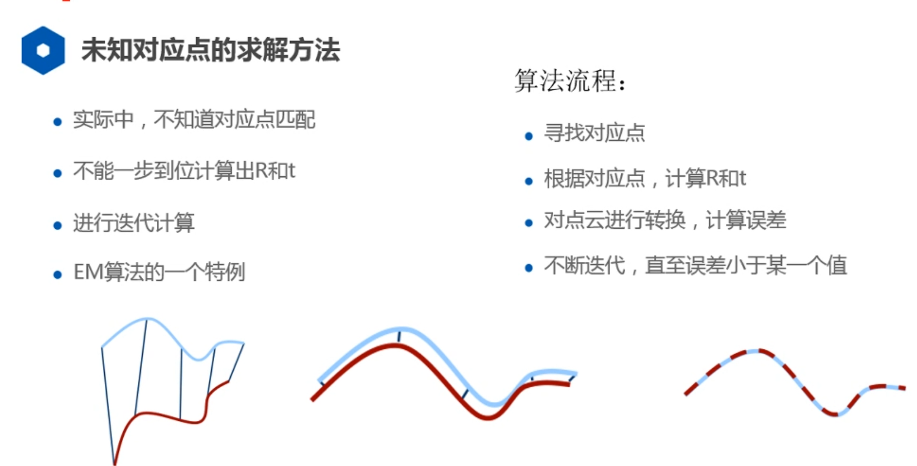 未知对应点的求解方法
实际中，不知道对应点匹配
不能一步到位计算出R和t
进行迭代计算
EM算法的一个特例
算法流程：
寻找对应点
根据对应点，计算R和t
对点云进行转换，计算误差
不断迭代，直至误差小于某一个值